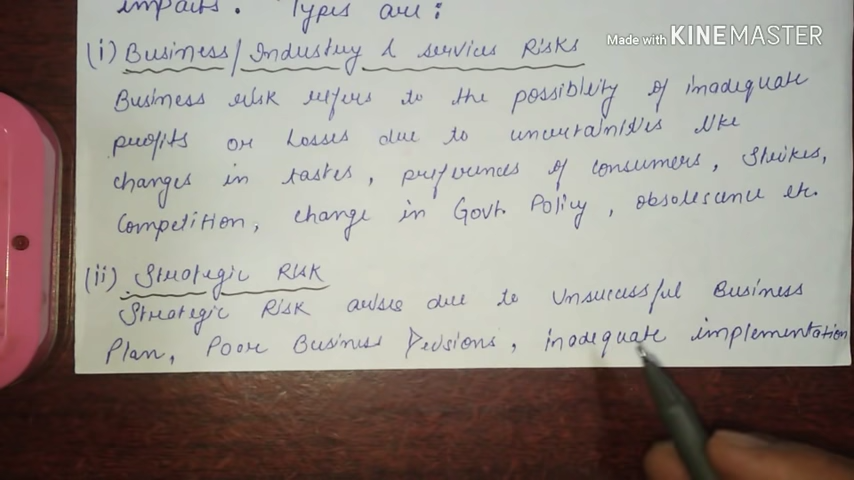 impacts. Types are:
Made with KINEMASTER
(i) Business/Industry & services Risks
Business risk refers to the possibility of inadequate
profits or Losses due to uncertainities like
changes in tastes, preferences of consumers, Strikes,
Competition, change in Govt. Policy, obsolescence etc.
(ii) Strategic Risk
Strategic Risk arises due to Unsuccessful Business
Plan, Poor Business Decisions, inadequate implementation